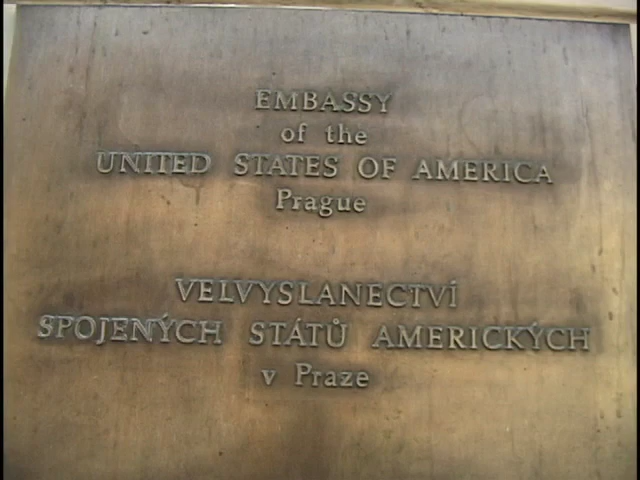 EMBASSY
of the
UNITED STATES OF AMERICA
Prague
VELVYSLANECTVÍ
SPOJENÝCH STÁTŮ AMERICKÝCH
v Praze